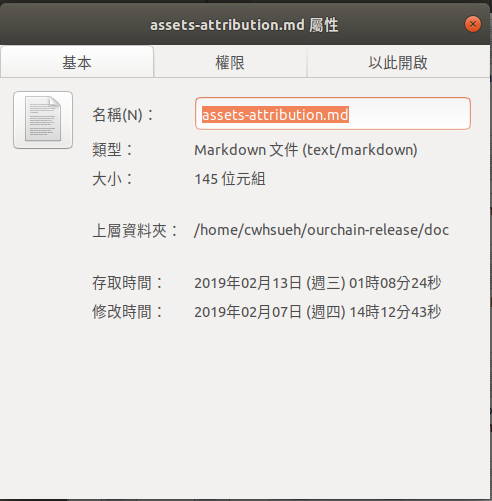 assets-attribution.md 屬性
基本 權限 以此開啟
名稱(N)： assets-attribution.md
類型： Markdown 文件 (text/markdown)
大小： 145 位元組
上層資料夾： /home/cwhsueh/ourchain-release/doc
存取時間： 2019年02月13日 (週三) 01時08分24秒
修改時間： 2019年02月07日 (週四) 14時12分43秒